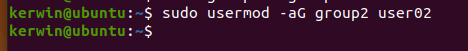 kerwin@ubuntu:~$ sudo usermod -aG group2 user02
kerwin@ubuntu:~$